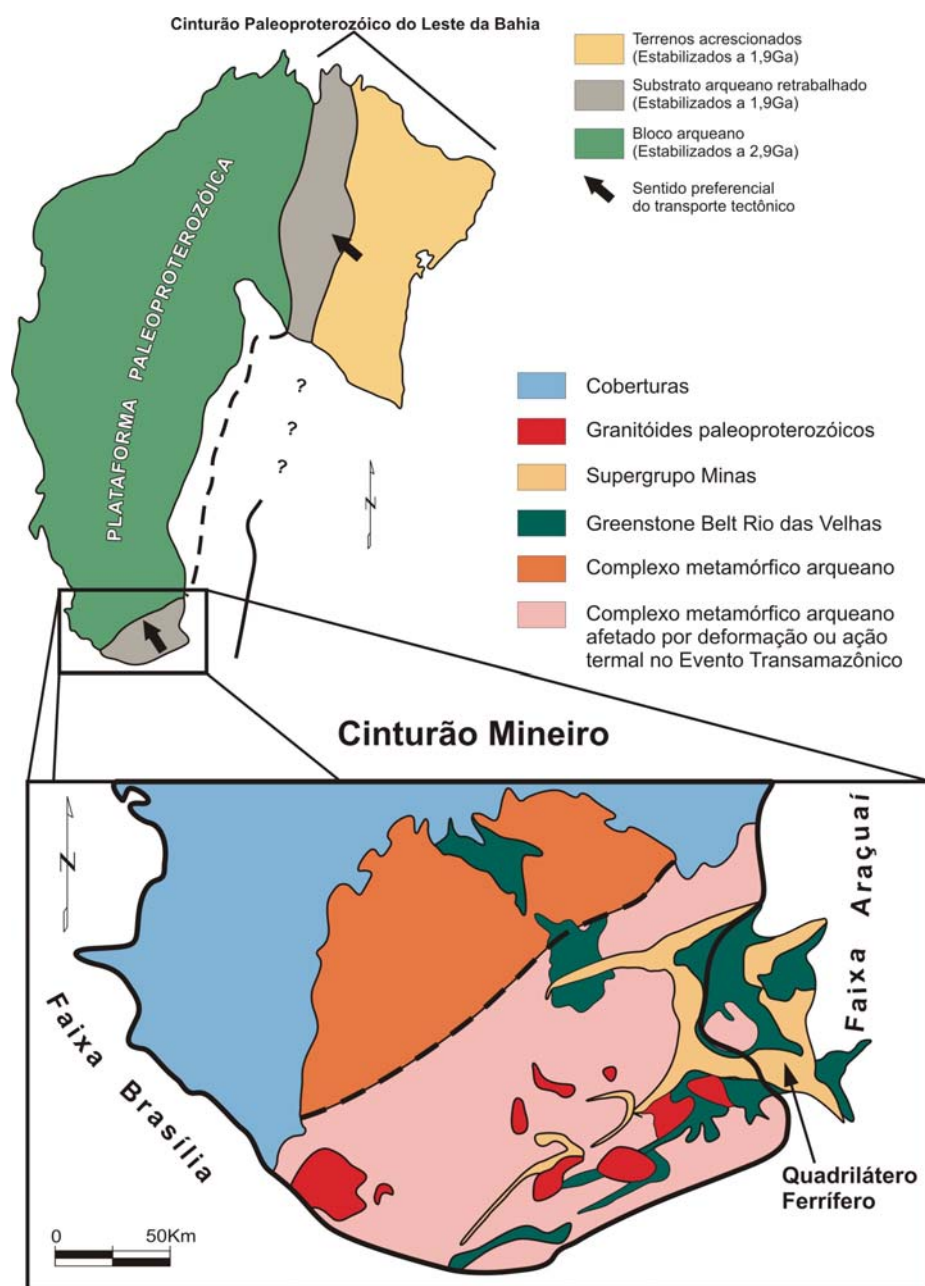 Cinturão Paleoproterozóico do Leste da Bahia
Terrenos acrescionados
(Estabilizados a 1,9Ga)
Substrato arqueano retrabalhado
(Estabilizados a 1,9Ga)
Bloco arqueano
(Estabilizados a 2,9Ga)
Sentido preferencial
do transporte tectônico
PLATAFORMA PALEOPROTEROZÓICA
?
?
?
N
Coberturas
Granitóides paleoproterozóicos
Supergrupo Minas
Greenstone Belt Rio das Velhas
Complexo metamórfico arqueano
Complexo metamórfico arqueano
afetado por deformação ou ação
termal no Evento Transamazônico
Cinturão Mineiro
N
Faixa Araçuaí
Faixa Brasília
Quadrilátero
Ferrífero
0 50Km